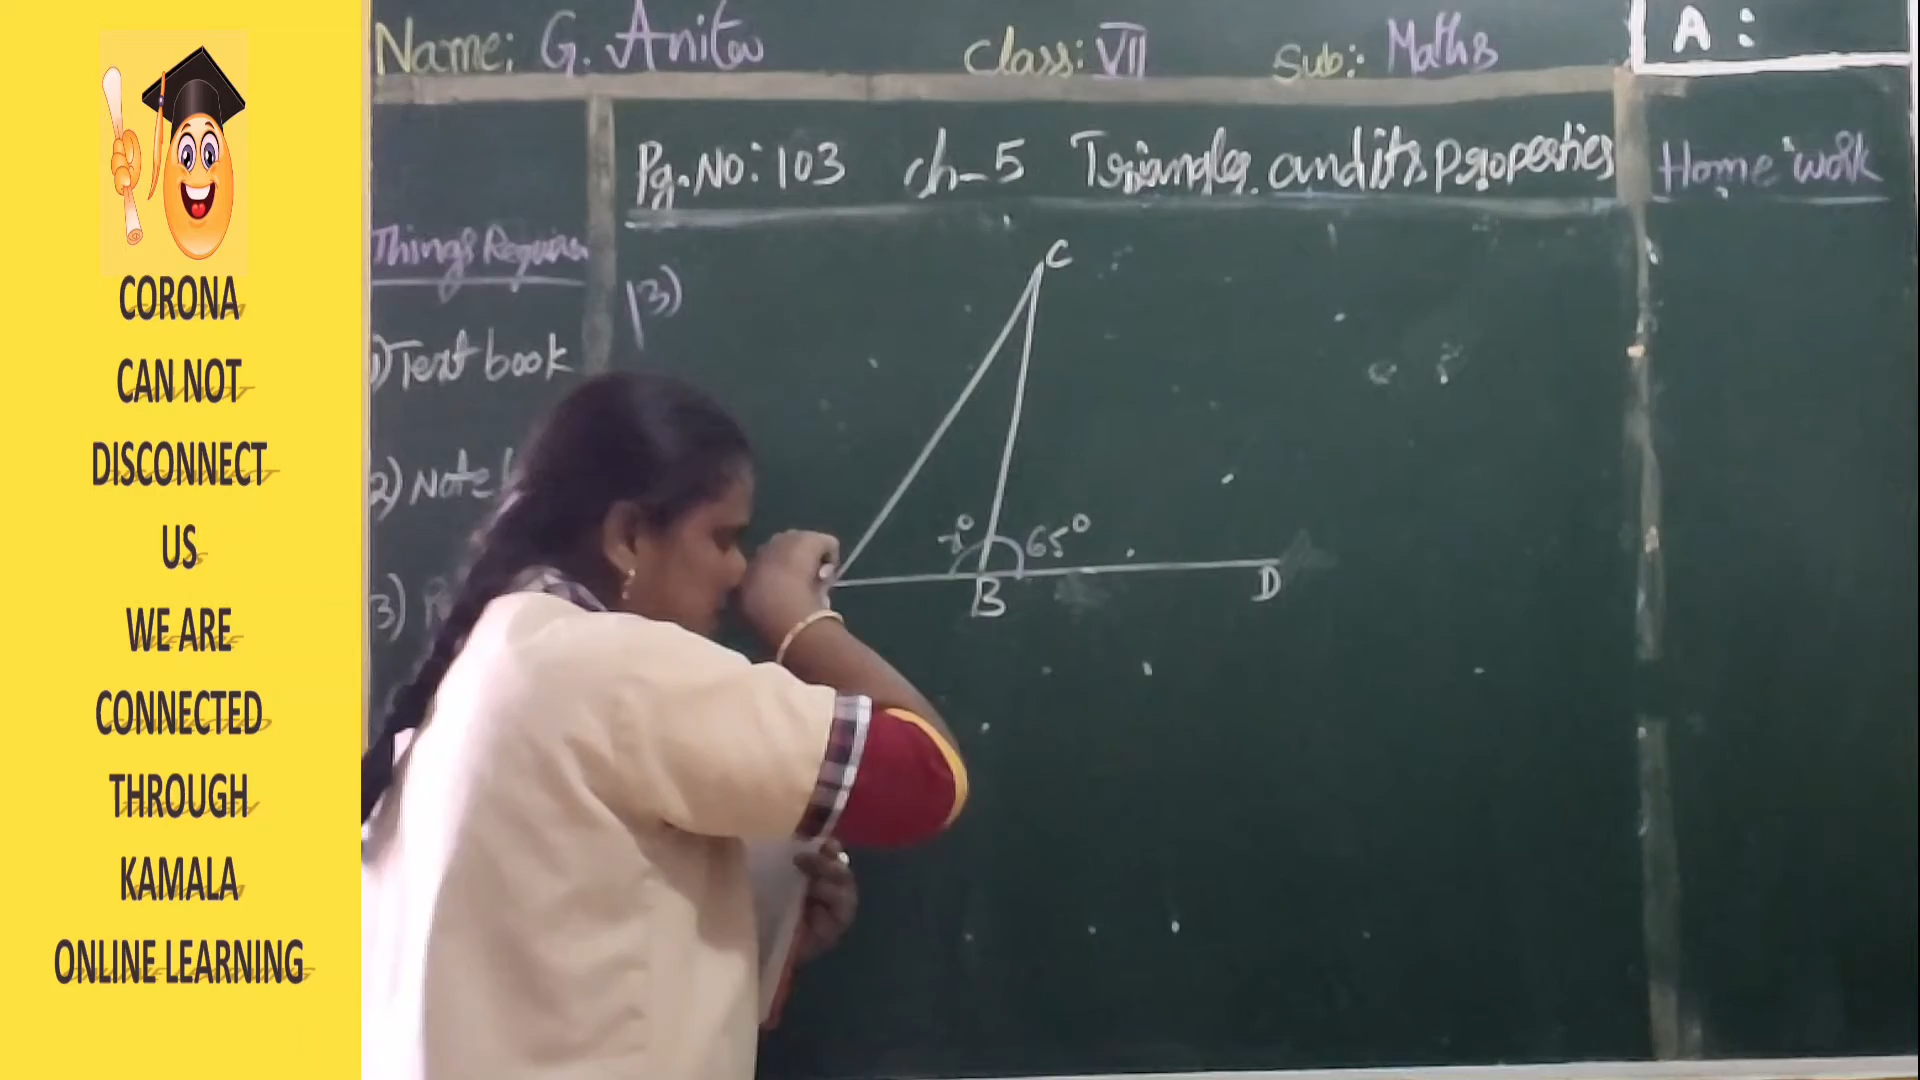 CORONA
CAN NOT
DISCONNECT
US
WE ARE
CONNECTED
THROUGH
KAMALA
ONLINE LEARNING
Name: G. Anita
Class: VII
Sub: Maths
A:
Pg.No: 103 ch-5 Triangles and its properties
Home work
Things
1) Text book
2) Note
3)
13)
C
x°
65°
B
D